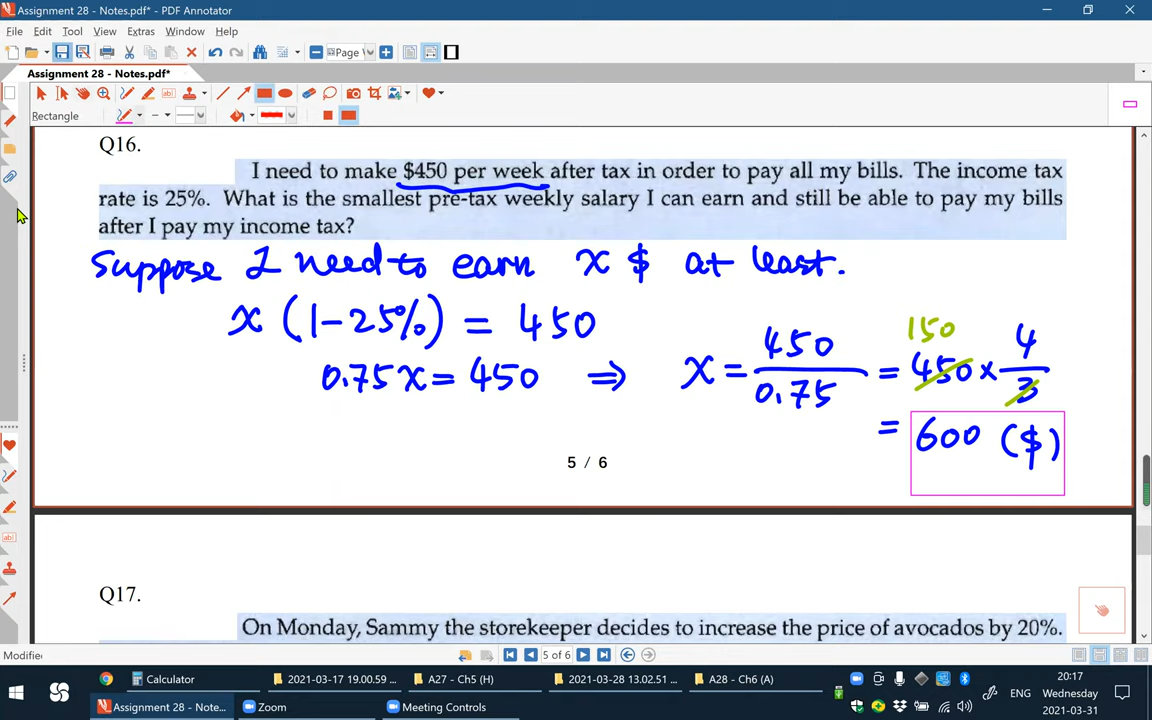 Assignment 28 - Notes.pdf* - PDF Annotator
File Edit Tool View Extras Window Help
Page V
Assignment 28 - Notes.pdf*
Rectangle
Q16.
I need to make $450 per week after tax in order to pay all my bills. The income tax
rate is 25%. What is the smallest pre-tax weekly salary I can earn and still be able to pay my bills
after I pay my income tax?
Suppose I need to earn x $ at least.
x (1-25%) = 450
0.75x = 450 ⇒ x = 450/0.75 = 450 × 4/3
150
= 600 ($)
5 / 6
Q17.
On Monday, Sammy the storekeeper decides to increase the price of avocados by 20%.
Modifie
5 of 6
Calculator
2021-03-17 19.00.59 ...
A27 - Ch5 (H)
2021-03-28 13.02.51 ...
A28 - Ch6 (A)
20:17
ENG
Wednesday
2021-03-31
Assignment 28 - Note...
Zoom
Meeting Controls